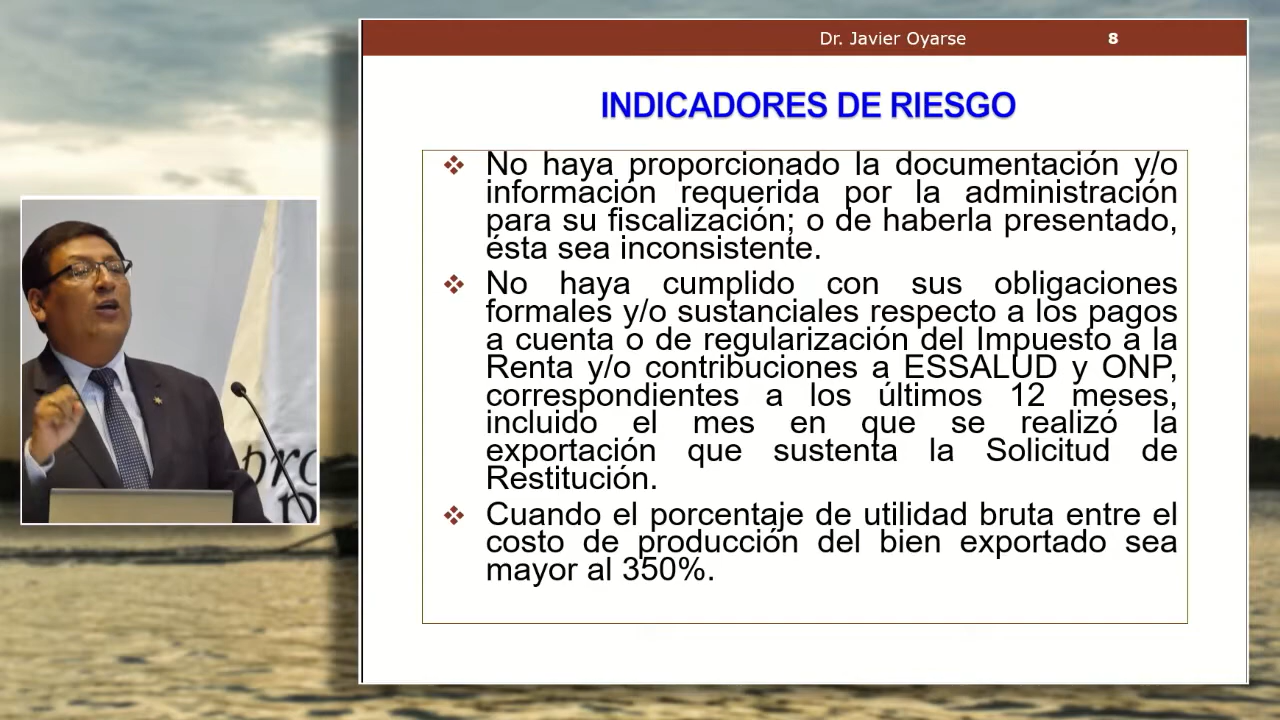 Dr. Javier Oyarse 8
INDICADORES DE RIESGO
❖ No haya proporcionado la documentación y/o
información requerida por la administración
para su fiscalización; o de haberla presentado,
ésta sea inconsistente.
❖ No haya cumplido con sus obligaciones
formales y/o sustanciales respecto a los pagos
a cuenta o de regularización del Impuesto a la
Renta y/o contribuciones a ESSALUD y ONP,
correspondientes a los últimos 12 meses,
incluido el mes en que se realizó la
exportación que sustenta la Solicitud de
Restitución.
❖ Cuando el porcentaje de utilidad bruta entre el
costo de producción del bien exportado sea
mayor al 350%.